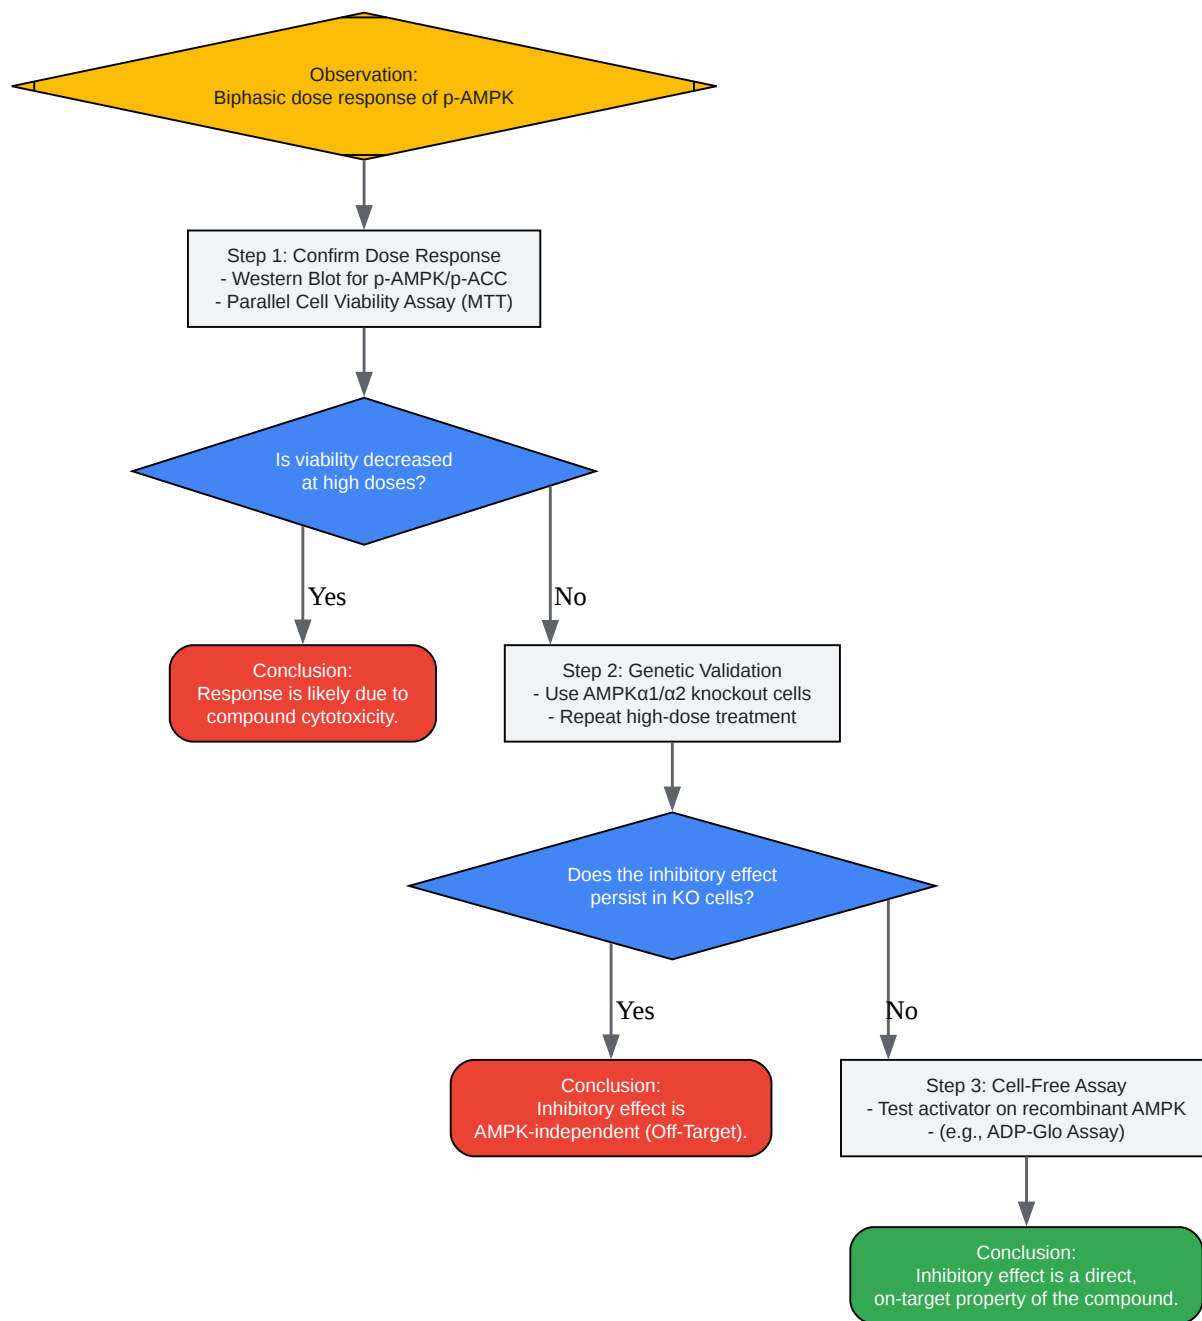 Observation:
Biphasic dose response of p-AMPK
Step 1: Confirm Dose Response
- Western Blot for p-AMPK/p-ACC
- Parallel Cell Viability Assay (MTT)
Is viability decreased
at high doses?
Yes
No
Conclusion:
Response is likely due to
compound cytotoxicity.
Step 2: Genetic Validation
- Use AMPKα1/α2 knockout cells
- Repeat high-dose treatment
Does the inhibitory effect
persist in KO cells?
Yes
No
Conclusion:
Inhibitory effect is
AMPK-independent (Off-Target).
Step 3: Cell-Free Assay
- Test activator on recombinant AMPK
- (e.g., ADP-Glo Assay)
Conclusion:
Inhibitory effect is a direct,
on-target property of the compound.